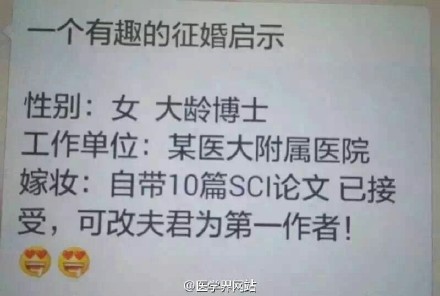 一个有趣的征婚启示
性别：女 大龄博士
工作单位：某医大附属医院
嫁妆：自带10篇SCI论文 已接
受，可改夫君为第一作者！
😍😍
@医学界网站